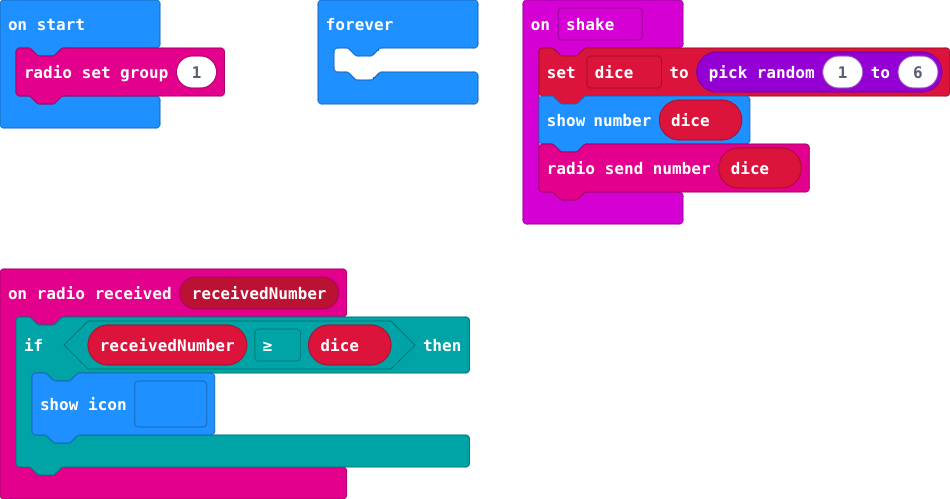 on start
radio set group 1
forever
on shake
set dice to pick random 1 to 6
show number dice
radio send number dice
on radio received receivedNumber
if receivedNumber ≥ dice then
show icon